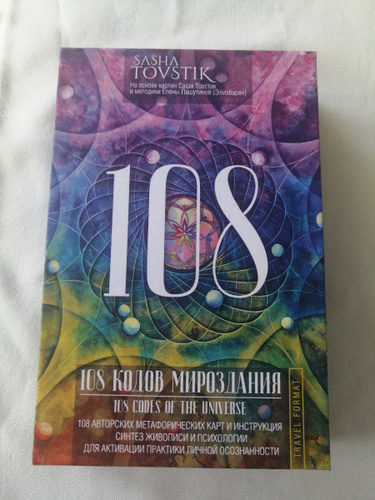 SASHA
TOVSTIK
На основе картин Саши Товстик
и методики Елены Лашутиной (Элизбарян)
108
108 КОДОВ МИРОЗДАНИЯ
108 CODES OF THE UNIVERSE
108 АВТОРСКИХ МЕТАФОРИЧЕСКИХ КАРТ И ИНСТРУКЦИЯ
СИНТЕЗ ЖИВОПИСИ И ПСИХОЛОГИИ
ДЛЯ АКТИВАЦИИ ПРАКТИКИ ЛИЧНОЙ ОСОЗНАННОСТИ
TRAVEL FORMAT